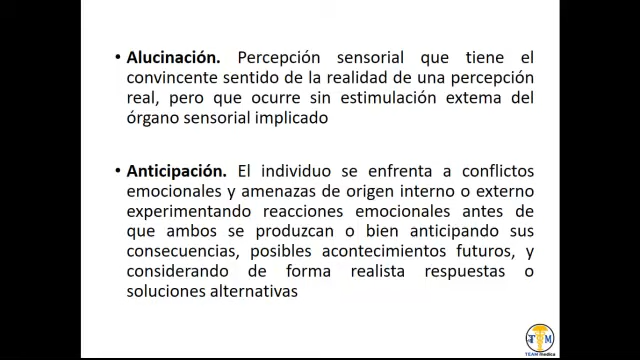 • Alucinación. Percepción sensorial que tiene el
convincente sentido de la realidad de una percepción
real, pero que ocurre sin estimulación extema del
órgano sensorial implicado
• Anticipación. El individuo se enfrenta a conflictos
emocionales y amenazas de origen interno o externo
experimentando reacciones emocionales antes de
que ambos se produzcan o bien anticipando sus
consecuencias, posibles acontecimientos futuros, y
considerando de forma realista respuestas o
soluciones alternativas
T M
TEAM medica